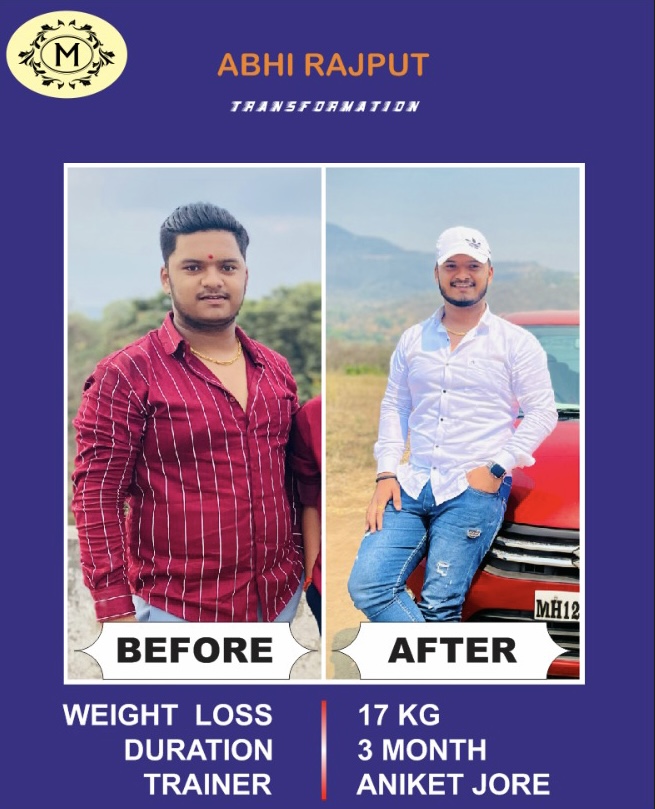 M
ABHI RAJPUT
TRANSFORMATION
MH12
BEFORE
AFTER
WEIGHT LOSS 17 KG
DURATION 3 MONTH
TRAINER ANIKET JORE